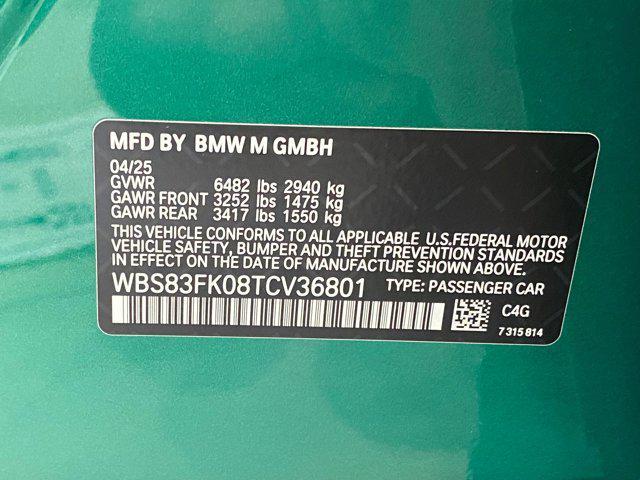 MFD BY BMW M GMBH
04/25
GVWR 6482 lbs 2940 kg
GAWR FRONT 3252 lbs 1475 kg
GAWR REAR 3417 lbs 1550 kg
THIS VEHICLE CONFORMS TO ALL APPLICABLE U.S.FEDERAL MOTOR
VEHICLE SAFETY, BUMPER AND THEFT PREVENTION STANDARDS
IN EFFECT ON THE DATE OF MANUFACTURE SHOWN ABOVE.
WBS83FK08TCV36801 TYPE: PASSENGER CAR
C4G
7 315 814